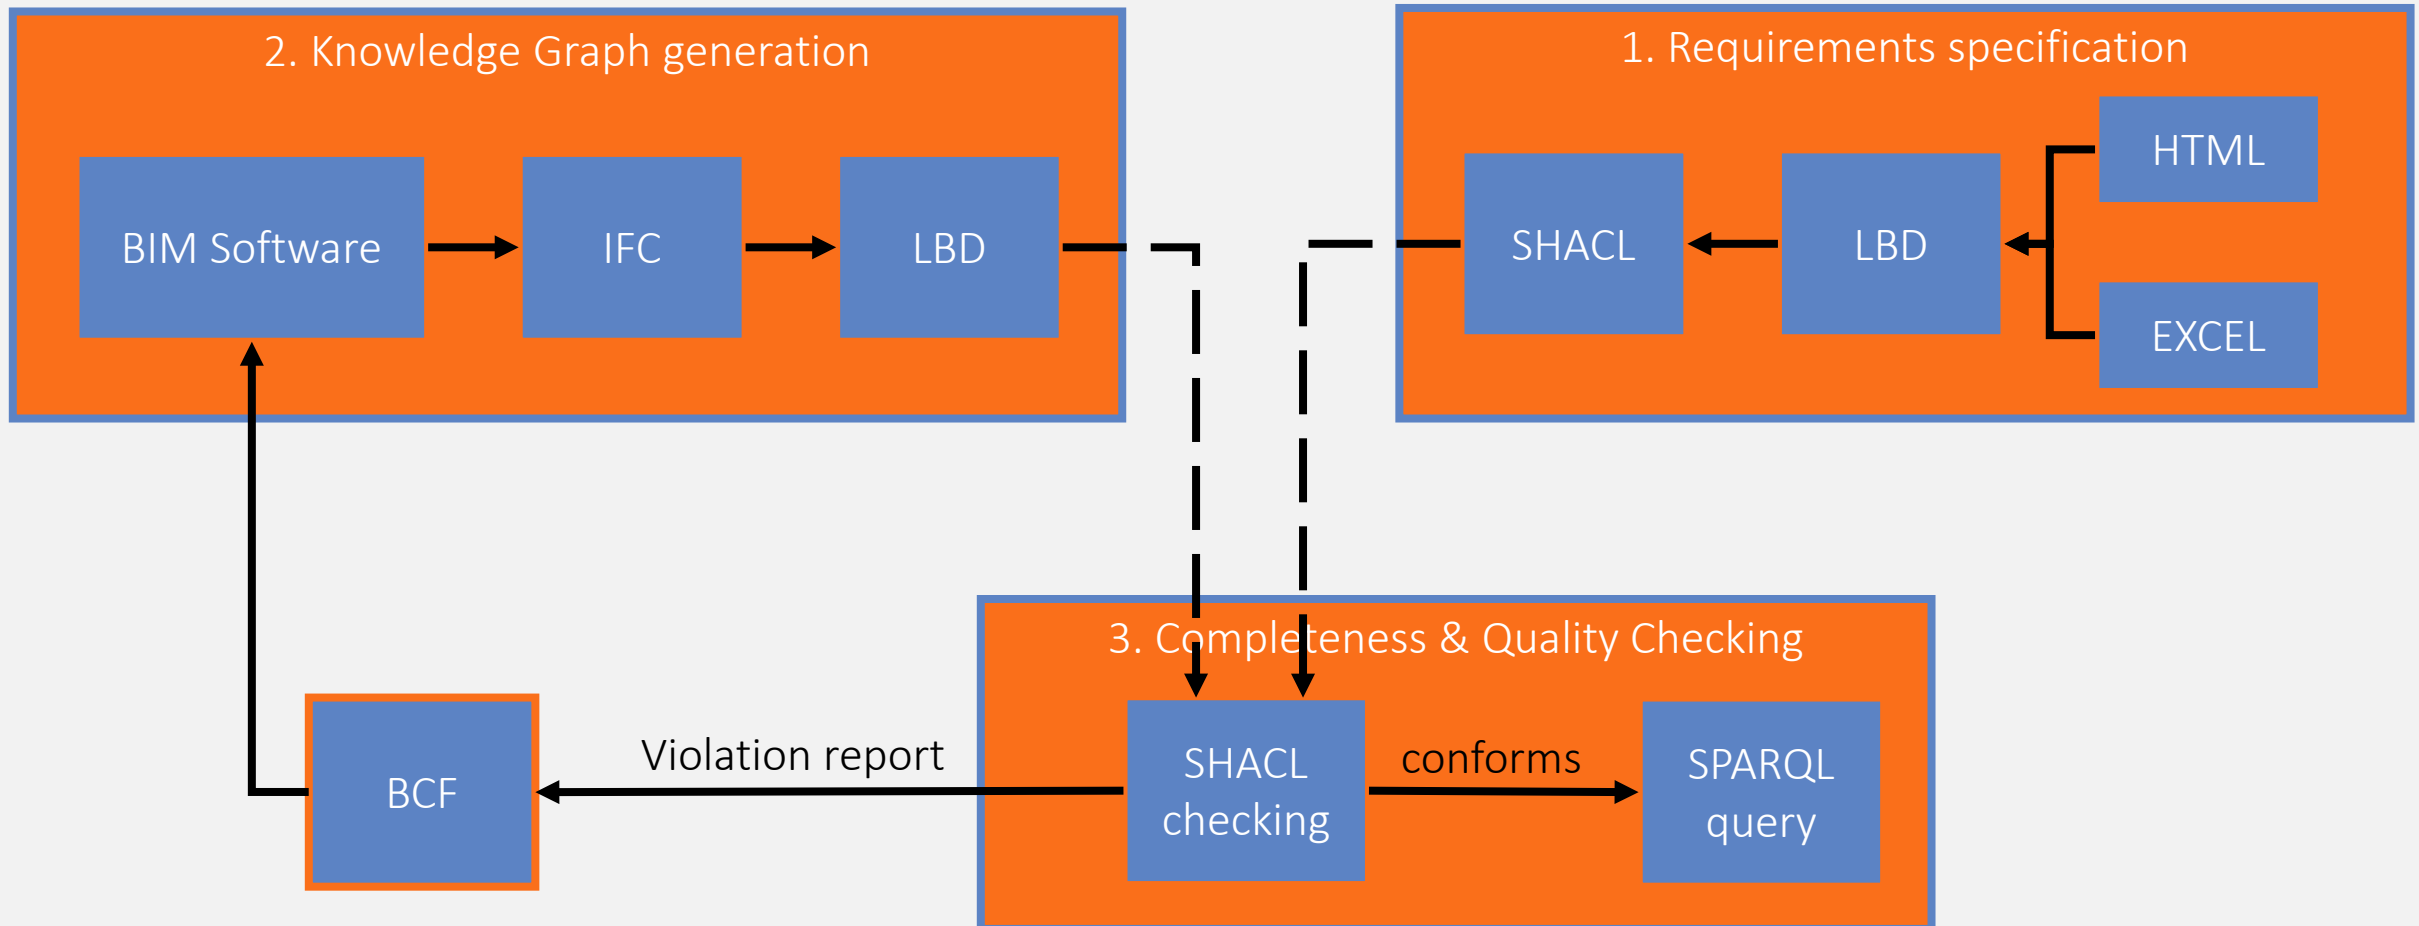 2. Knowledge Graph generation
BIM Software
IFC
LBD
1. Requirements specification
SHACL
LBD
HTML
EXCEL
3. Completeness & Quality Checking
BCF
Violation report
SHACL
checking
conforms
SPARQL
query